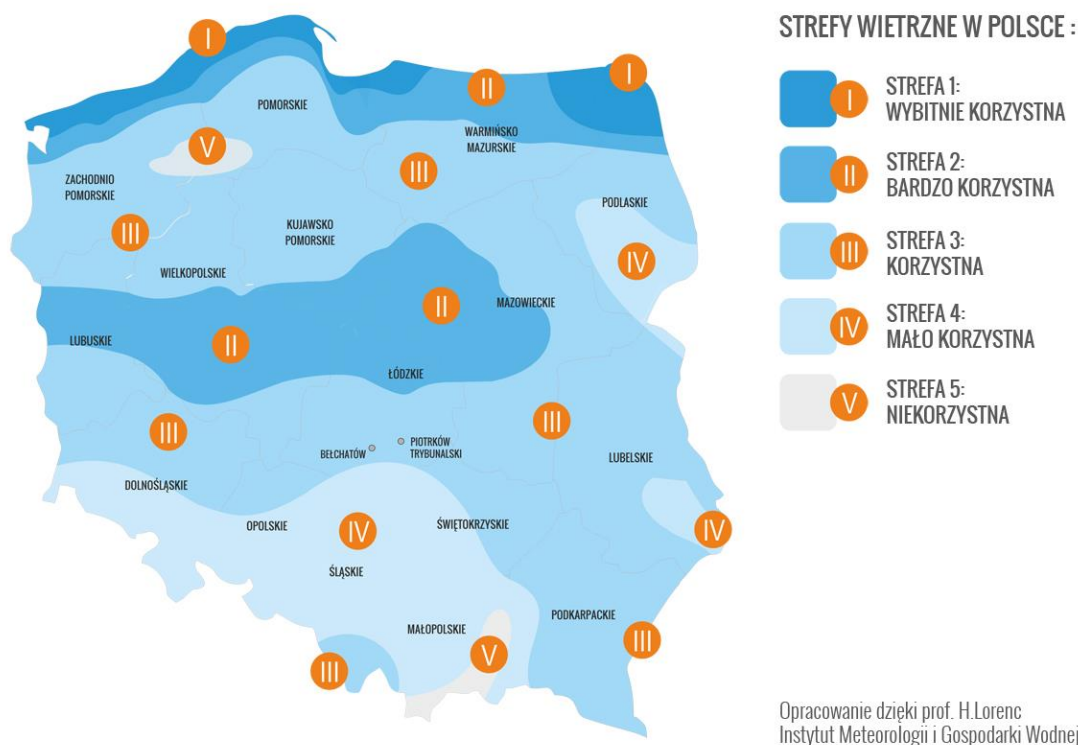 STREFY WIETRZNE W POLSCE :
I
STREFA 1:
WYBITNIE KORZYSTNA
II
STREFA 2:
BARDZO KORZYSTNA
III
STREFA 3:
KORZYSTNA
IV
STREFA 4:
MAŁO KORZYSTNA
V
STREFA 5:
NIEKORZYSTNA
I
I
II
POMORSKIE
WARMIŃSKO
MAZURSKIE
V
III
ZACHODNIO
POMORSKIE
PODLASKIE
III
KUJAWSKO
POMORSKIE
IV
WIELKOPOLSKIE
II
MAZOWIECKIE
LUBUSKIE
II
ŁÓDZKIE
III
III
PIOTRKÓW
TRYBUNALSKI
BEŁCHATÓW
LUBELSKIE
DOLNOŚLĄSKIE
OPOLSKIE
IV
ŚWIĘTOKRZYSKIE
IV
ŚLĄSKIE
PODKARPACKIE
MAŁOPOLSKIE
III
V
III
Opracowanie dzięki prof. H.Lorenc
Instytut Meteorologii i Gospodarki Wodnej